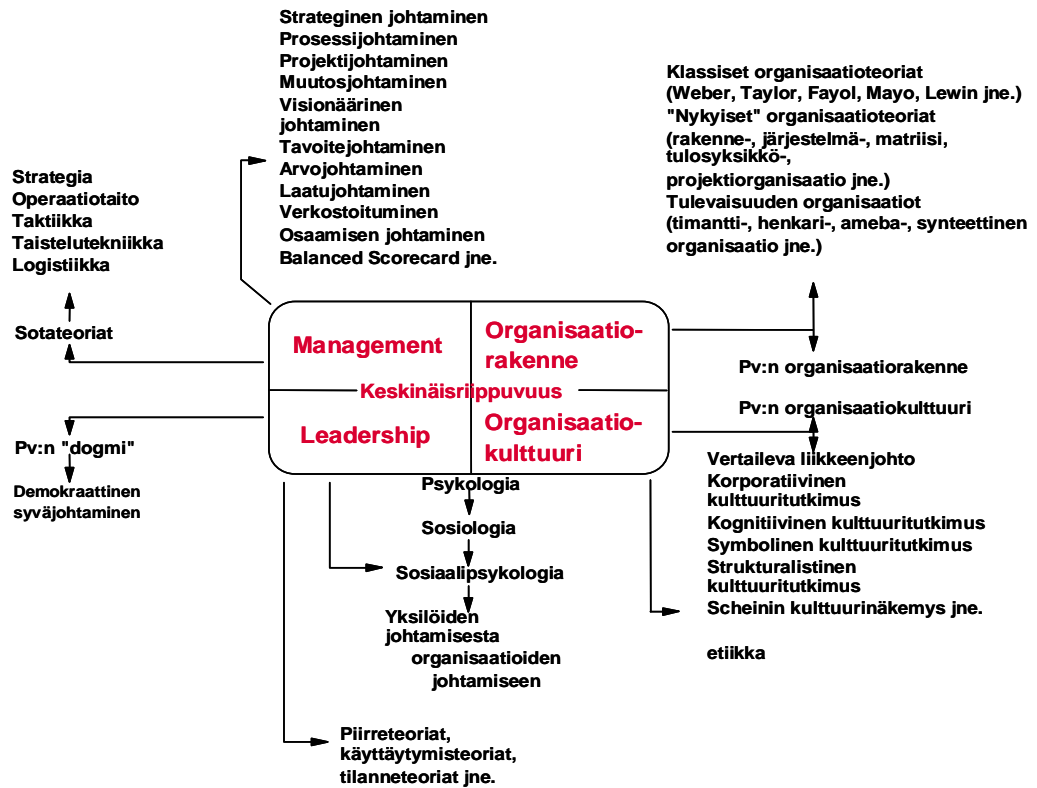 Strateginen johtaminen
Prosessijohtaminen
Projektijohtaminen
Muutosjohtaminen
Visionäärinen
johtaminen
Tavoitejohtaminen
Arvojohtaminen
Laatujohtaminen
Verkostoituminen
Osaamisen johtaminen
Balanced Scorecard jne.
Klassiset organisaatioteoriat
(Weber, Taylor, Fayol, Mayo, Lewin jne.)
"Nykyiset" organisaatioteoriat
(rakenne-, järjestelmä-, matriisi,
tulosyksikkö-,
projektiorganisaatio jne.)
Tulevaisuuden organisaatiot
(timantti-, henkari-, ameba-, synteettinen
organisaatio jne.)
Strategia
Operaatiotaito
Taktiikka
Taistelutekniikka
Logistiikka
Sotateoriat
Management
Organisaatio-
rakenne
Keskinäisriippuvuus
Leadership
Organisaatio-
kulttuuri
Pv:n organisaatiorakenne
Pv:n organisaatiokulttuuri
Pv:n "dogmi"
Demokraattinen
syväjohtaminen
Psykologia
Sosiologia
Sosiaalipsykologia
Yksilöiden
johtamisesta
organisaatioiden
johtamiseen
Vertaileva liikkeenjohto
Korporatiivinen
kulttuuritutkimus
Kognitiivinen kulttuuritutkimus
Symbolinen kulttuuritutkimus
Strukturalistinen
kulttuuritutkimus
Scheinin kulttuurinäkemys jne.
etiikka
Piirreteoriat,
käyttäytymisteoriat,
tilanneteoriat jne.